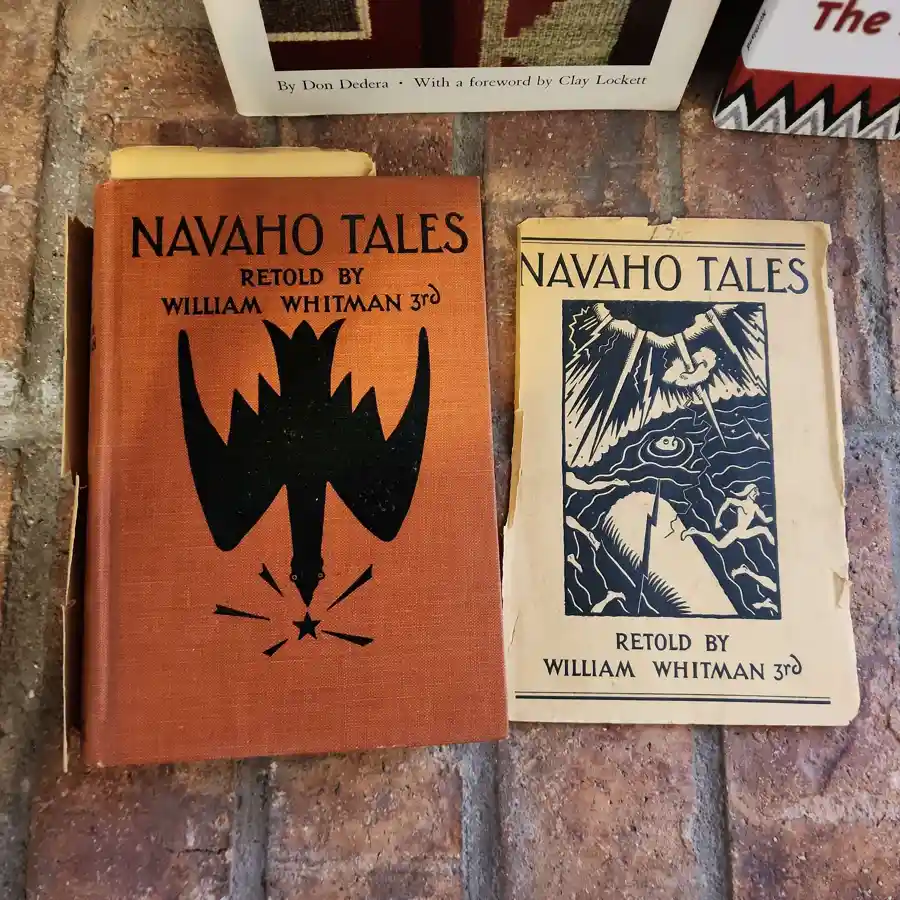 By Don Dedera • With a foreword by Clay Lockett
The
NAVAHO TALES
RETOLD BY
WILLIAM WHITMAN 3rd
NAVAHO TALES
RETOLD BY
WILLIAM WHITMAN 3rd